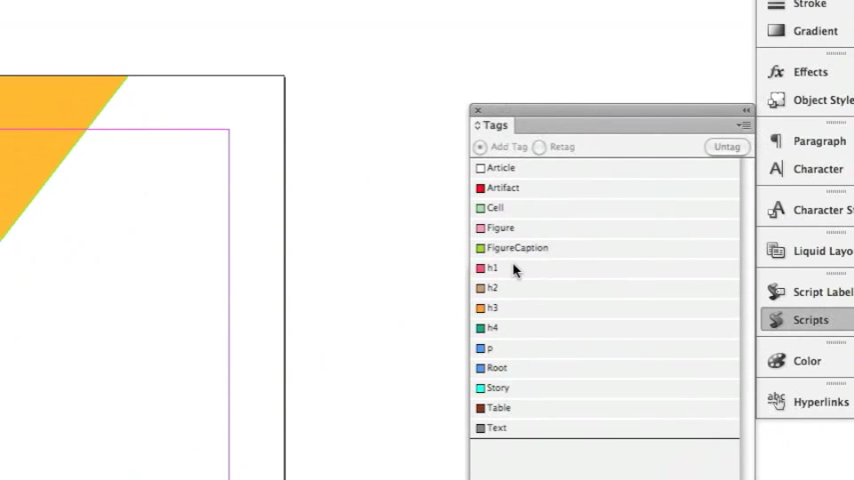 Stroke
Gradient
Effects
Object Style
Paragraph
Character
Character S
Liquid Layo
Script Label
Scripts
Color
Hyperlinks
Tags
Add Tag Retag Untag
Article
Artifact
Cell
Figure
FigureCaption
h1
h2
h3
h4
p
Root
Story
Table
Text